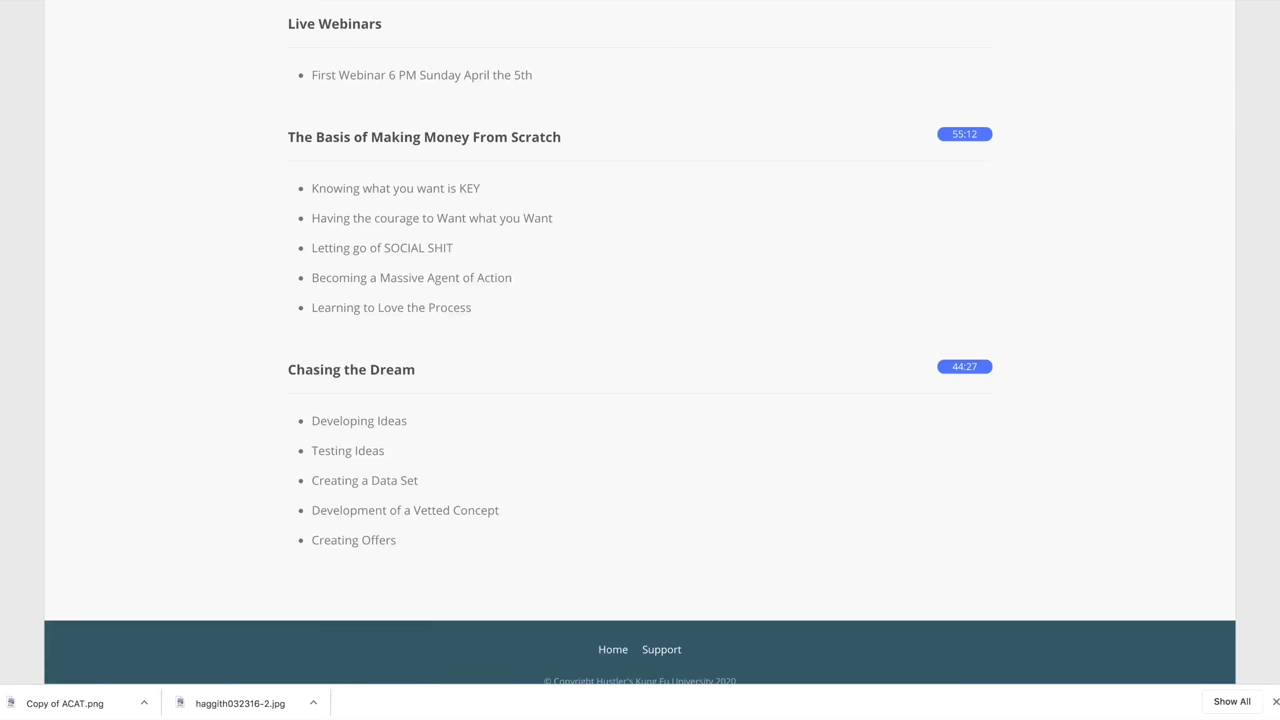 Live Webinars
First Webinar 6 PM Sunday April the 5th
The Basis of Making Money From Scratch
55:12
Knowing what you want is KEY
Having the courage to Want what you Want
Letting go of SOCIAL SHIT
Becoming a Massive Agent of Action
Learning to Love the Process
Chasing the Dream
44:27
Developing Ideas
Testing Ideas
Creating a Data Set
Development of a Vetted Concept
Creating Offers
Home Support
© Copyright Hustler's Kung Fu University 2020
Copy of ACAT.png
haggith032316-2.jpg
Show All